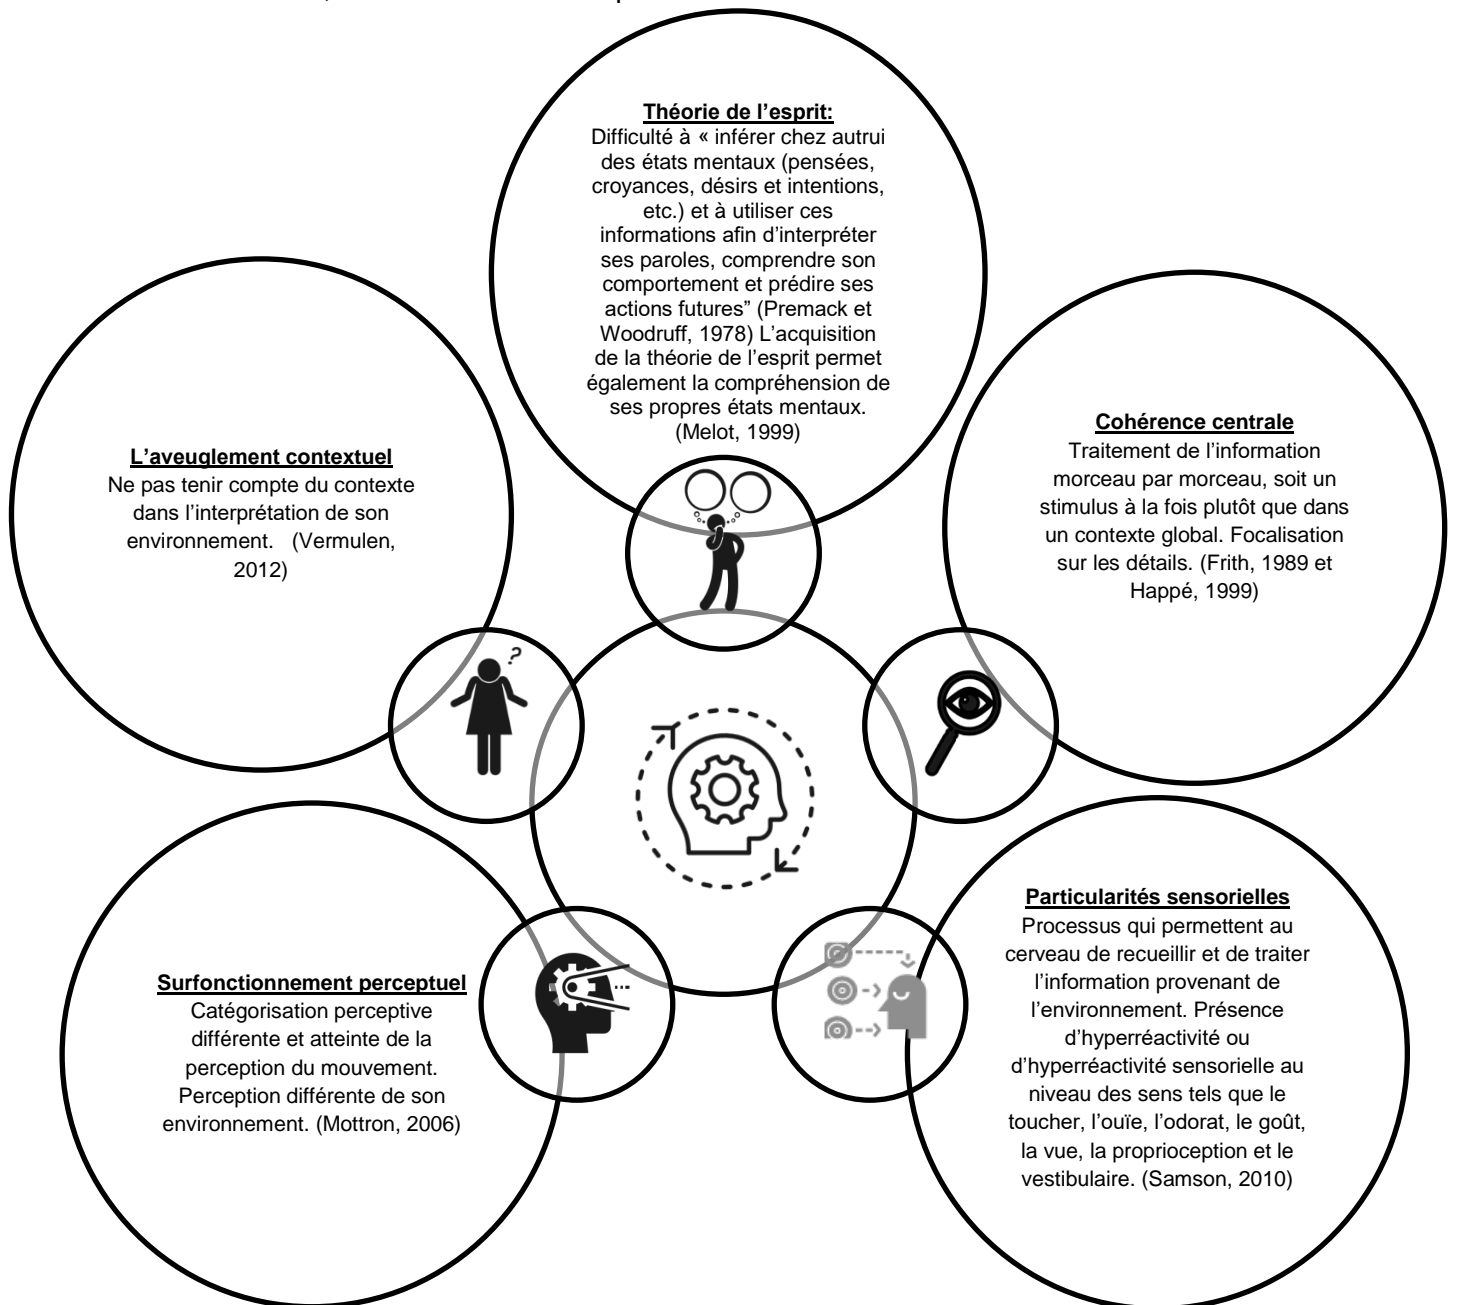 Théorie de l’esprit:
Difficulté à « inférer chez autrui
des états mentaux (pensées,
croyances, désirs et intentions,
etc.) et à utiliser ces
informations afin d’interpréter
ses paroles, comprendre son
comportement et prédire ses
actions futures” (Premack et
Woodruff, 1978) L’acquisition
de la théorie de l’esprit permet
également la compréhension de
ses propres états mentaux.
(Melot, 1999)
Cohérence centrale
Traitement de l’information
morceau par morceau, soit un
stimulus à la fois plutôt que dans
un contexte global. Focalisation
sur les détails. (Frith, 1989 et
Happé, 1999)
L’aveuglement contextuel
Ne pas tenir compte du contexte
dans l’interprétation de son
environnement. (Vermulen,
2012)
?
Particularités sensorielles
Processus qui permettent au
cerveau de recueillir et de traiter
l’information provenant de
l’environnement. Présence
d’hyperréactivité ou
d’hyperréactivité sensorielle au
niveau des sens tels que le
toucher, l’ouïe, l’odorat, le goût,
la vue, la proprioception et le
vestibulaire. (Samson, 2010)
Surfonctionnement perceptuel
Catégorisation perceptive
différente et atteinte de la
perception du mouvement.
Perception différente de son
environnement. (Mottron, 2006)